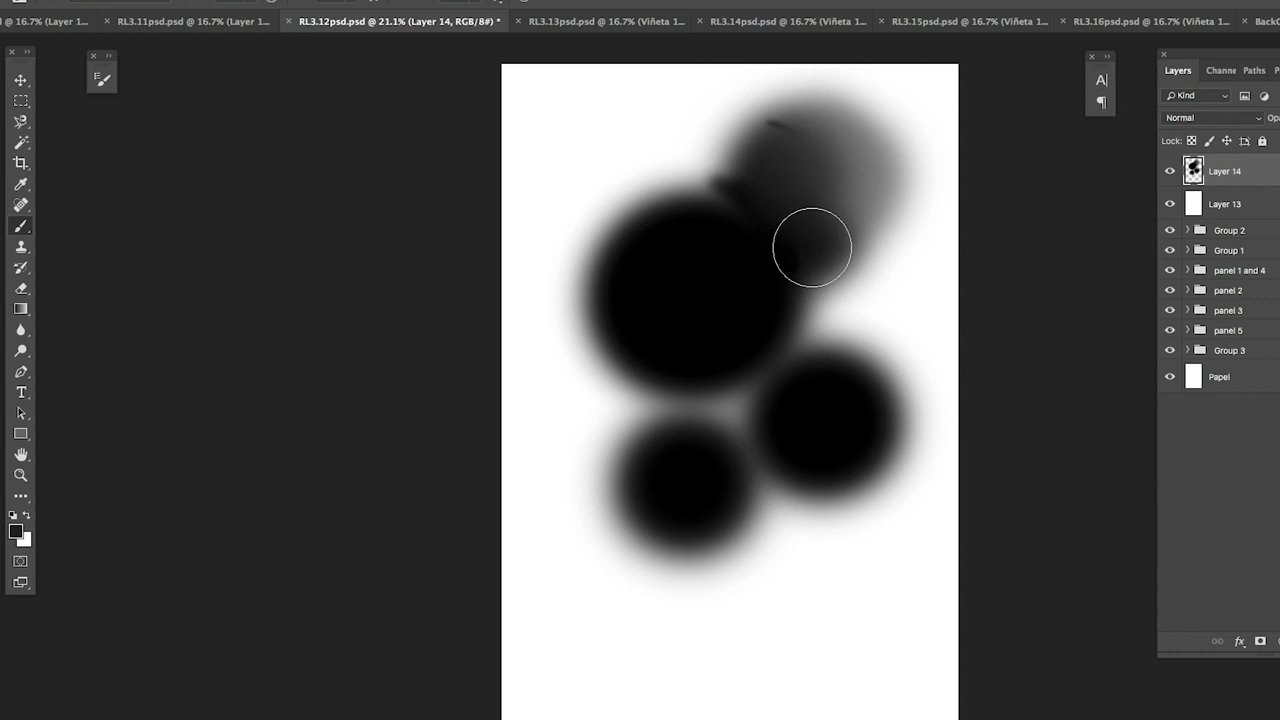 d @ 16.7% (Layer 1...
RL3.11psd.psd @ 16.7% (Layer 1...
RL3.12psd.psd @ 21.1% (Layer 14, RGB/8#) *
RL3.13psd.psd @ 16.7% (Viñeta 1...
RL3.14psd.psd @ 16.7% (Viñeta 1...
RL3.15psd.psd @ 16.7% (Viñeta 1...
RL3.16psd.psd @ 16.7% (Viñeta 1...
BackC
Layers Channe Paths P
Kind
Normal Opa
Lock:
Layer 14
Layer 13
Group 2
Group 1
panel 1 and 4
panel 2
panel 3
panel 5
Group 3
Papel
fx